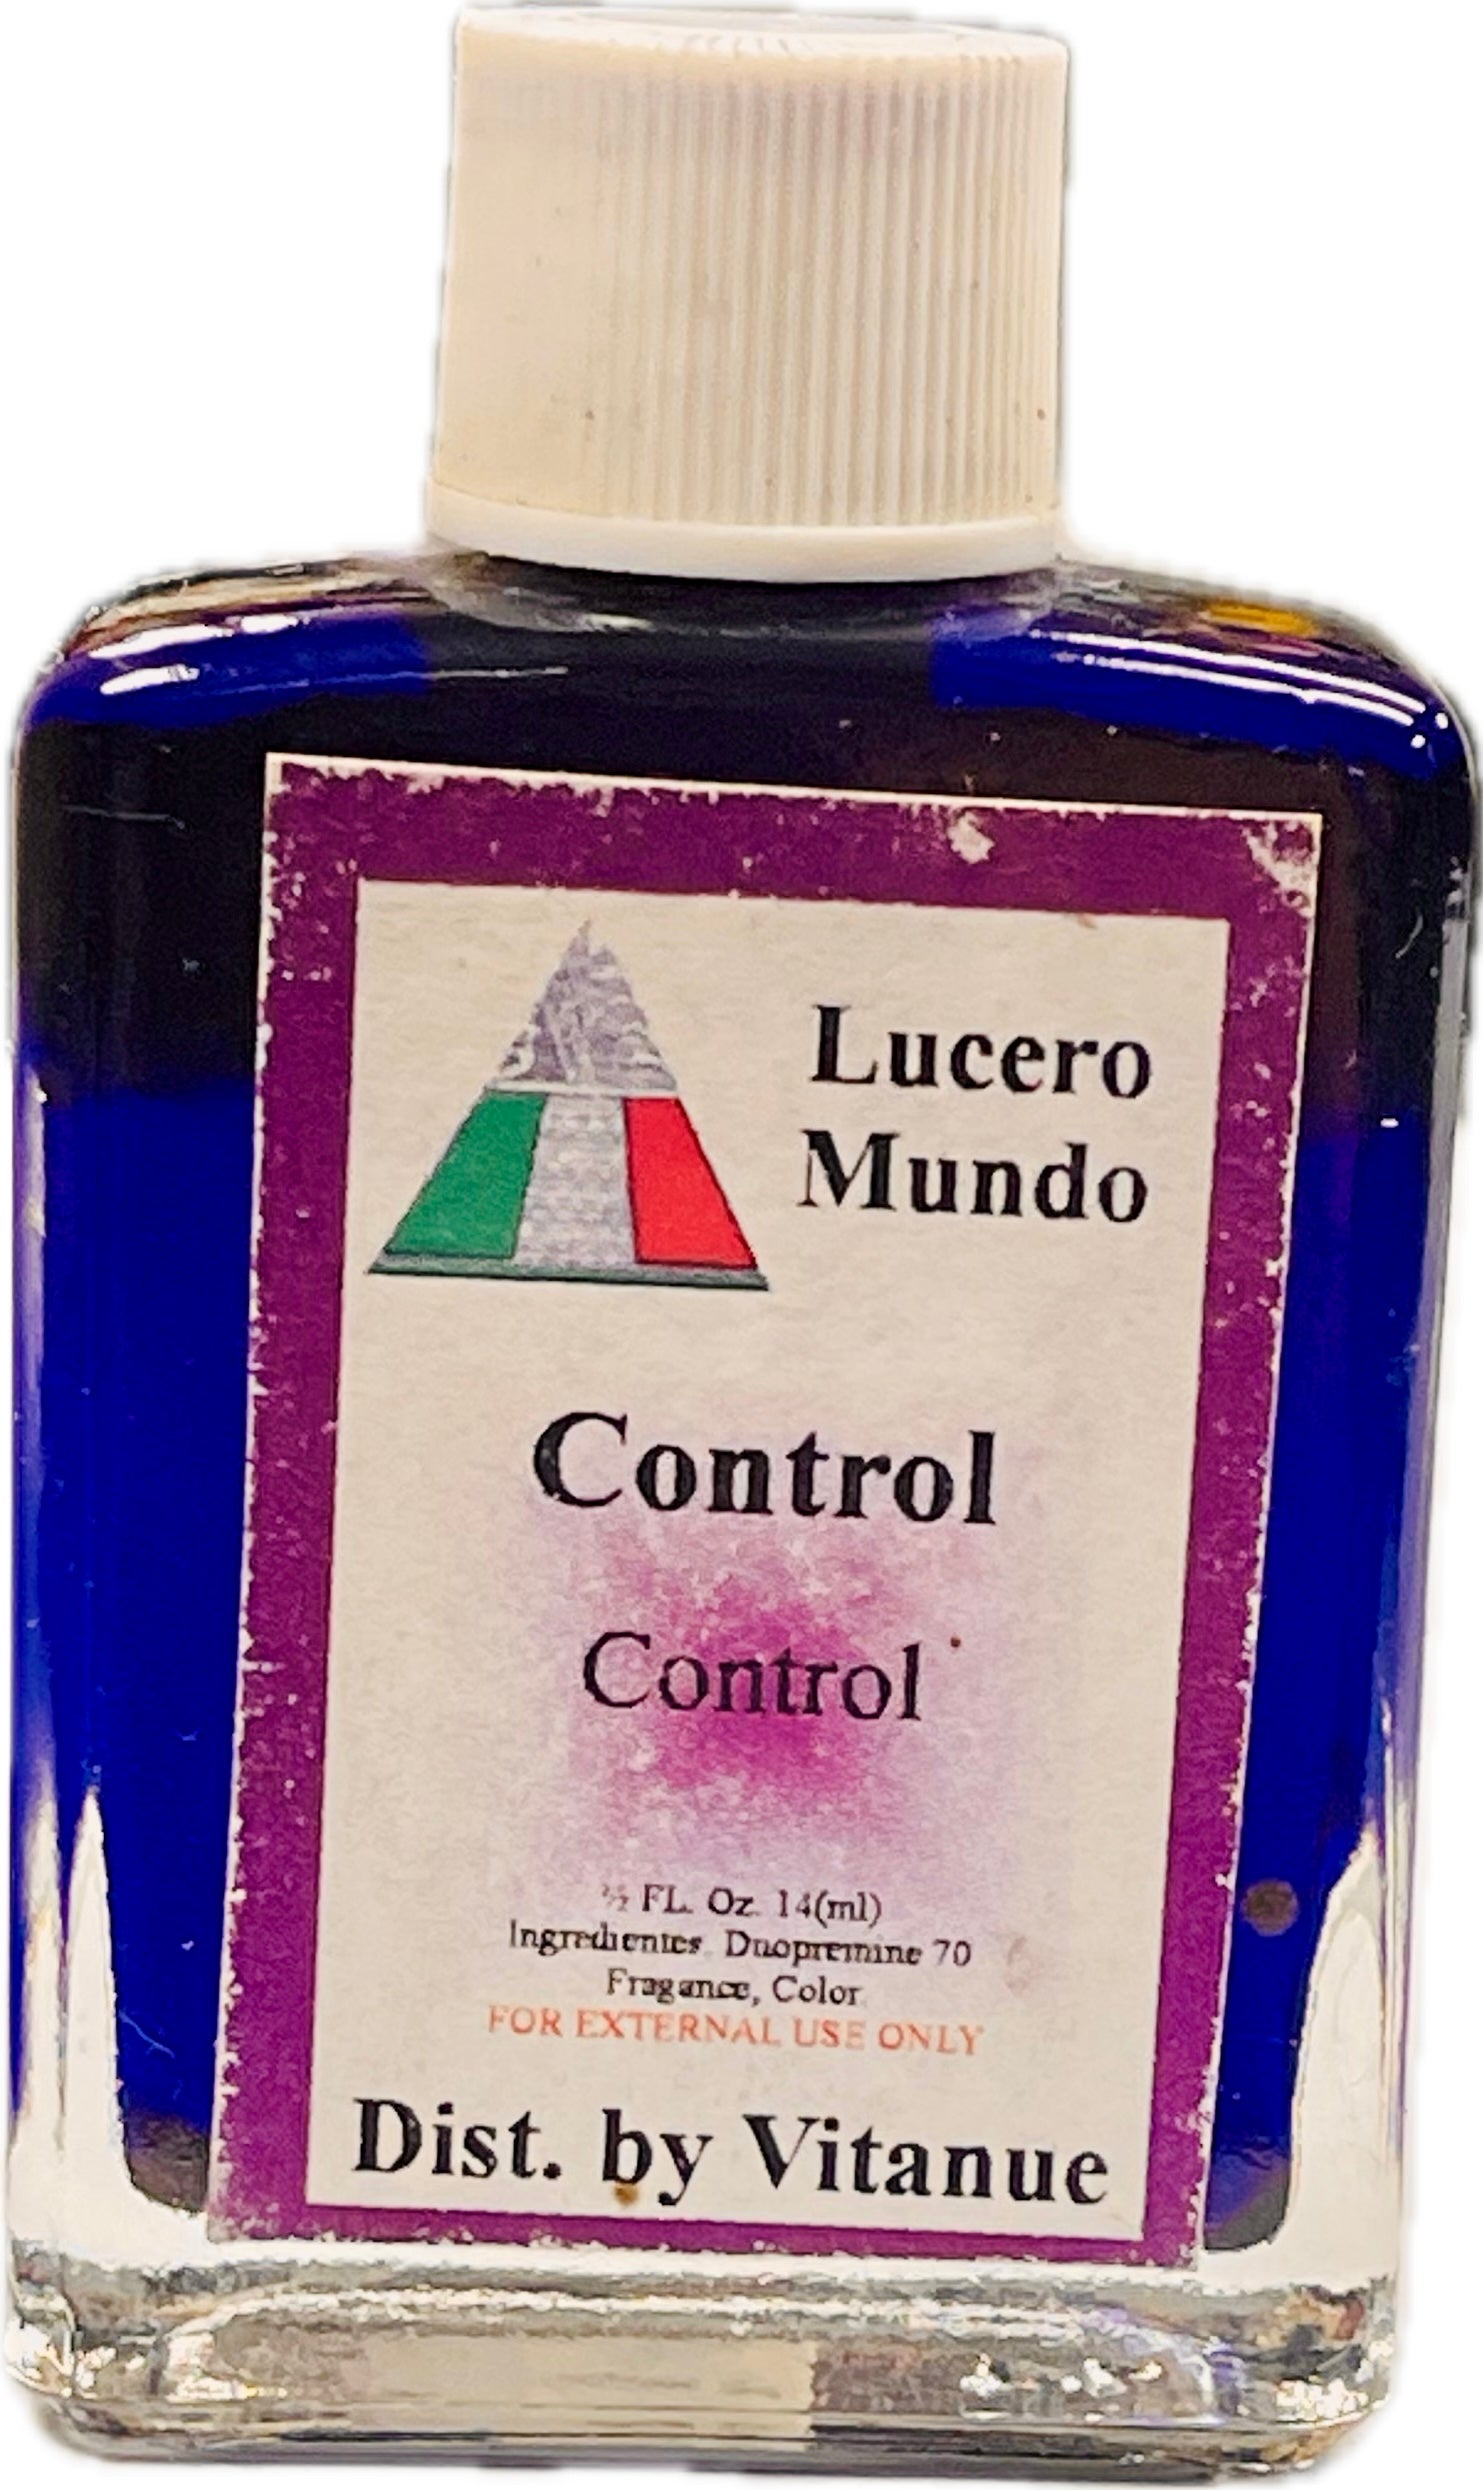 Lucero
Mundo
Control
Control
½ FL. Oz. 14(ml)
Ingredientes Duopremine 70
Fragance, Color
FOR EXTERNAL USE ONLY
Dist. by Vitanue